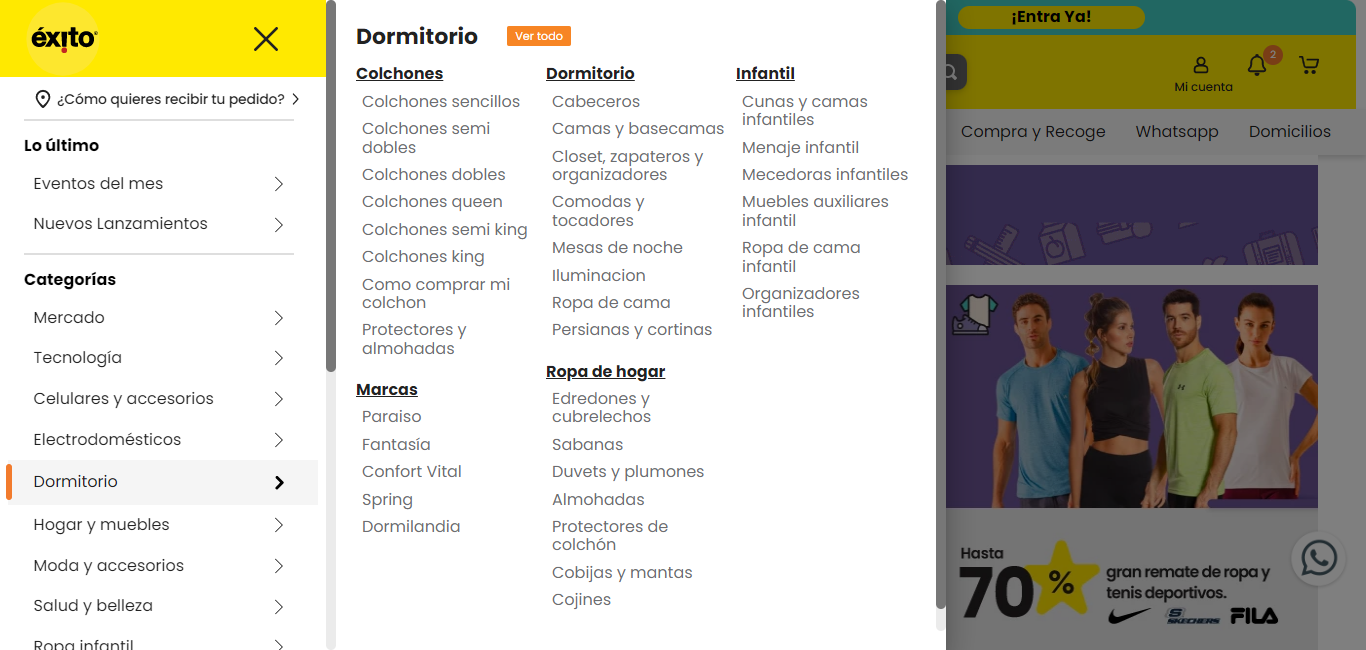 éxito
¿Cómo quieres recibir tu pedido?
Lo último
Eventos del mes
Nuevos Lanzamientos
Categorías
Mercado
Tecnología
Celulares y accesorios
Electrodomésticos
Dormitorio
Hogar y muebles
Moda y accesorios
Salud y belleza
Ropa infantil
Dormitorio
Ver todo
Colchones
Colchones sencillos
Colchones semi
dobles
Colchones dobles
Colchones queen
Colchones semi king
Colchones king
Como comprar mi
colchon
Protectores y
almohadas
Marcas
Paraiso
Fantasía
Confort Vital
Spring
Dormilandia
Dormitorio
Cabeceros
Camas y basecamas
Closet, zapateros y
organizadores
Comodas y
tocadores
Mesas de noche
Iluminacion
Ropa de cama
Persianas y cortinas
Ropa de hogar
Edredones y
cubrelechos
Sabanas
Duvets y plumones
Almohadas
Protectores de
colchón
Cobijas y mantas
Cojines
Infantil
Cunas y camas
infantiles
Menaje infantil
Mecedoras infantiles
Muebles auxiliares
infantil
Ropa de cama
infantil
Organizadores
infantiles
¡Entra Ya!
2
Mi cuenta
Compra y Recoge
Whatsapp
Domicilios
Hasta
70%
gran remate de ropa y
tenis deportivos.
SKECHERS
FILA